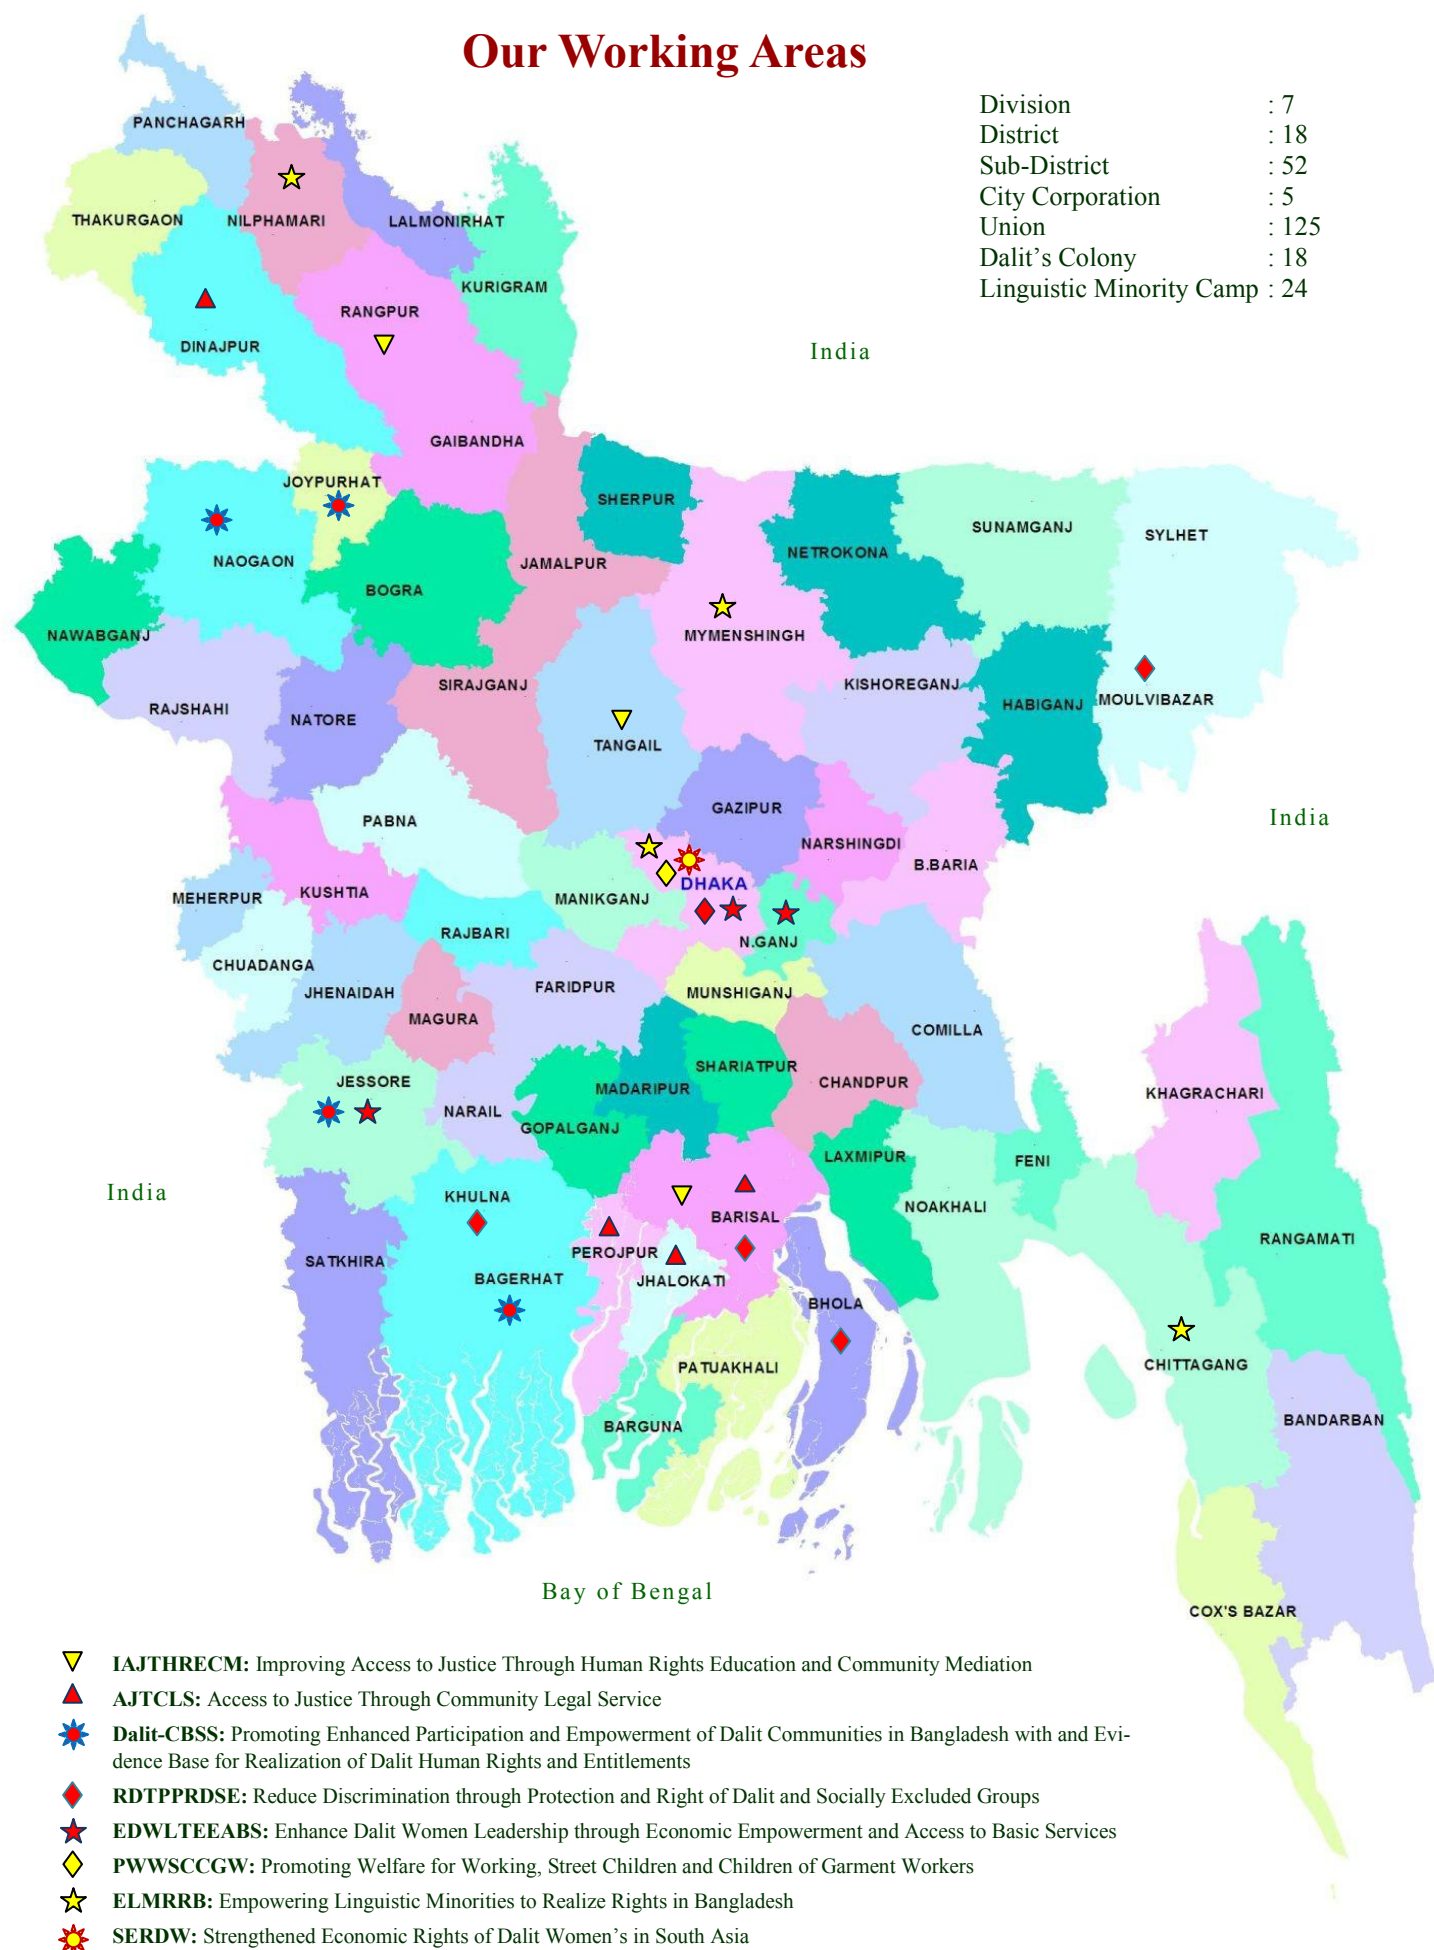 Our Working Areas
Division : 7
District : 18
Sub-District : 52
City Corporation : 5
Union : 125
Dalit’s Colony : 18
Linguistic Minority Camp : 24
PANCHAGARH
THAKURGAON
NILPHAMARI
LALMONIRHAT
KURIGRAM
RANGPUR
DINAJPUR
India
GAIBANDHA
JOYPURHAT
SHERPUR
SUNAMGANJ
SYLHET
NETROKONA
NAOGAON
JAMALPUR
BOGRA
NAWABGANJ
MYMENSHINGH
SIRAJGANJ
KISHOREGANJ
HABIGANJ
MOULVIBAZAR
RAJSHAHI
NATORE
TANGAIL
GAZIPUR
PABNA
India
NARSHINGDI
B.BARIA
DHAKA
MEHERPUR
KUSHTIA
MANIKGANJ
RAJBARI
N.GANJ
CHUADANGA
JHENAIDAH
FARIDPUR
MUNSHIGANJ
MAGURA
COMILLA
SHARIATPUR
JESSORE
MADARIPUR
CHANDPUR
KHAGRACHARI
NARAIL
GOPALGANJ
LAXMIPUR
FENI
India
KHULNA
NOAKHALI
BARISAL
RANGAMATI
PEROJPUR
SATKHIRA
BAGERHAT
JHALOKATI
BHOLA
PATUAKHALI
CHITTAGANG
BARGUNA
BANDARBAN
Bay of Bengal
COX'S BAZAR
IAJTHRECM: Improving Access to Justice Through Human Rights Education and Community Mediation
AJTCLS: Access to Justice Through Community Legal Service
Dalit-CBSS: Promoting Enhanced Participation and Empowerment of Dalit Communities in Bangladesh with and Evi-
dence Base for Realization of Dalit Human Rights and Entitlements
RDTPPRDSE: Reduce Discrimination through Protection and Right of Dalit and Socially Excluded Groups
EDWLTEEABS: Enhance Dalit Women Leadership through Economic Empowerment and Access to Basic Services
PWWSCCGW: Promoting Welfare for Working, Street Children and Children of Garment Workers
ELMRRB: Empowering Linguistic Minorities to Realize Rights in Bangladesh
SERDW: Strengthened Economic Rights of Dalit Women’s in South Asia